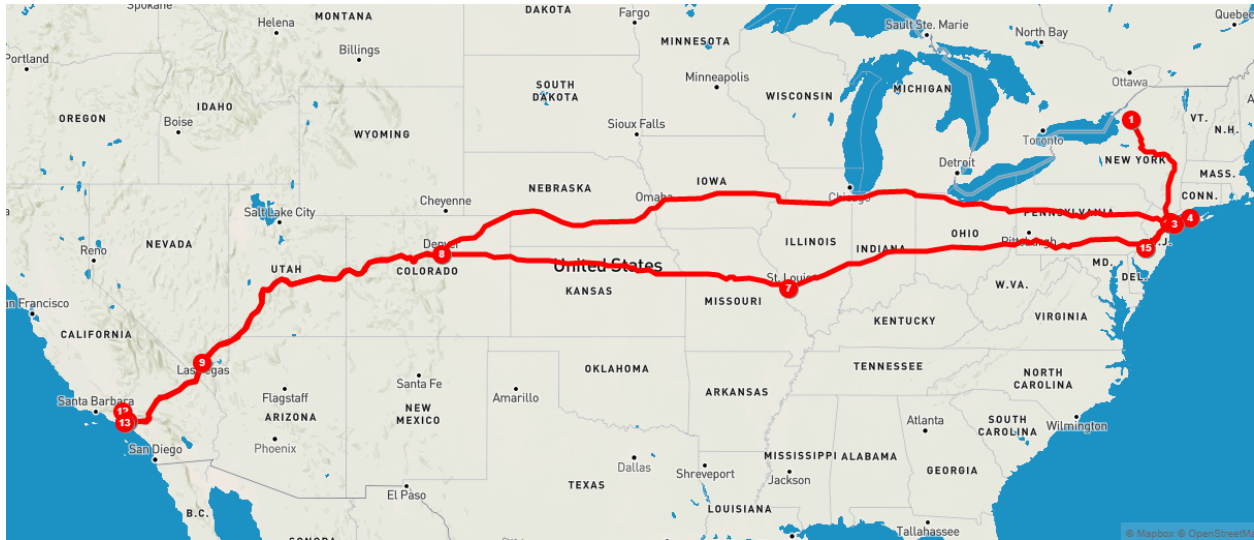 Spokane
Helena
MONTANA
DAKOTA
Fargo
Sault Ste. Marie
North Bay
Quebec
Portland
Billings
MINNESOTA
Ottawa
Minneapolis
SOUTH
DAKOTA
WISCONSIN
MICHIGAN
1
VT.
N.H.
OREGON
IDAHO
Boise
WYOMING
Sioux Falls
Toronto
NEW YORK
Detroit
MASS.
CONN.
NEBRASKA
IOWA
Omaha
Chicago
Cheyenne
Salt Lake City
PENNSYLVANIA
3
4
NEVADA
Reno
Denver
8
ILLINOIS
INDIANA
OHIO
Pittsburgh
N.J.
15
UTAH
COLORADO
United States
KANSAS
St. Louis
7
MISSOURI
MD.
DEL.
W.VA.
San Francisco
CALIFORNIA
KENTUCKY
VIRGINIA
9
Las Vegas
OKLAHOMA
TENNESSEE
NORTH
CAROLINA
Santa Fe
Flagstaff
ARIZONA
NEW
MEXICO
Amarillo
ARKANSAS
Santa Barbara
12
13
Atlanta
SOUTH
CAROLINA
Wilmington
San Diego
Phoenix
MISSISSIPPI
ALABAMA
GEORGIA
Dallas
Shreveport
Jackson
TEXAS
El Paso
LOUISIANA
B.C.
SONORA
Tallahassee
© Mapbox © OpenStreetMa